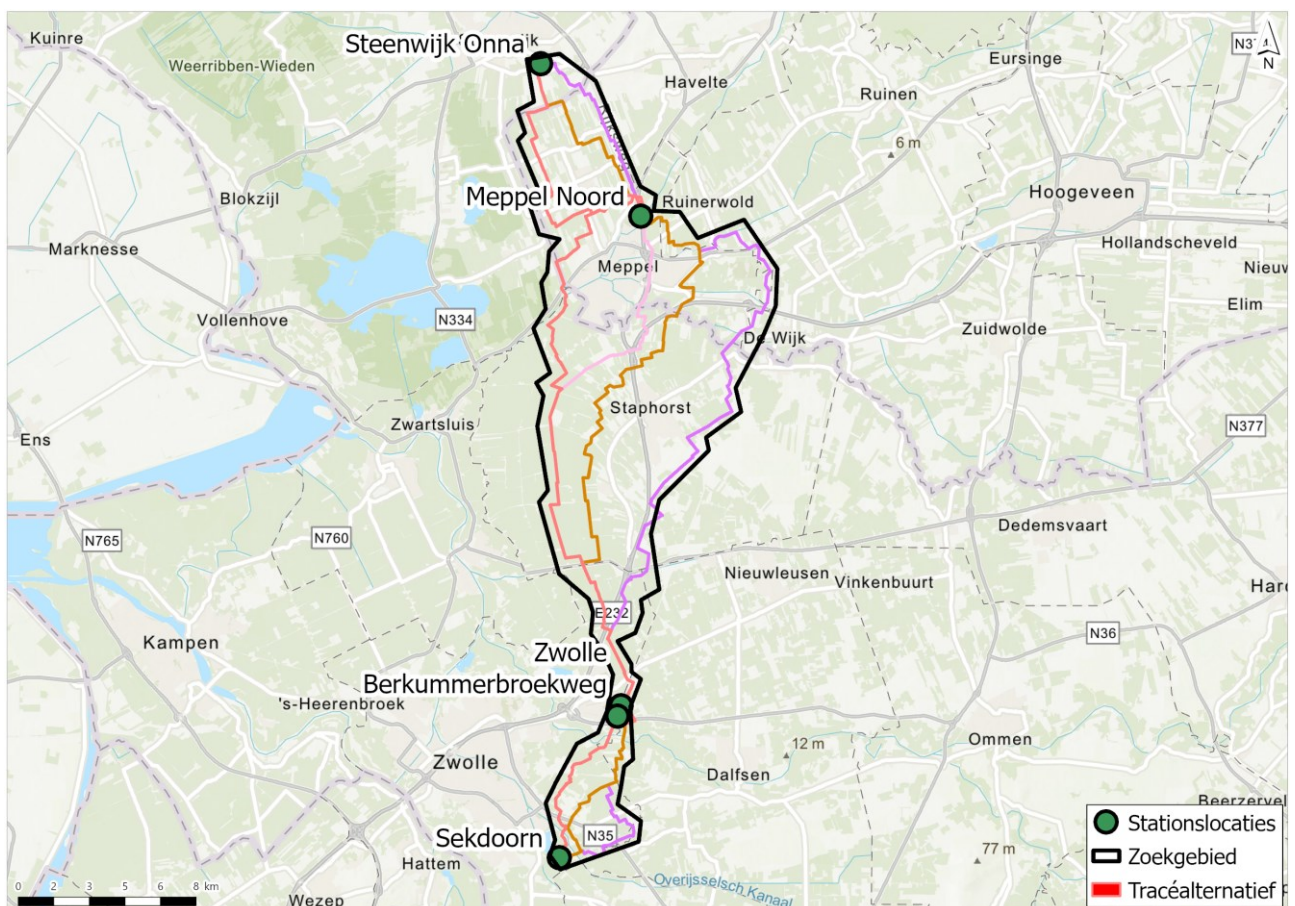 Kuinre
Steenwijk Onna
Weerribben-Wieden
Havelte
Eursinge
N
Ruinen
6 m
Blokzijl
Meppel Noord
Ruinerwold
Hoogeveen
Marknesse
Hollandscheveld
Meppel
Elim
Vollenhove
N334
De Wijk
Zuidwolde
Staphorst
Zwartsluis
Ens
N377
N765
N760
Dedemsvaart
Nieuwleusen
Vinkenbuurt
E232
N36
Kampen
Zwolle
Berkummerbroekweg
's-Heerenbroek
Ommen
12 m
Zwolle
Dalfsen
Sekdoorn
N35
Hattem
77 m
Overijsselsch Kanaal
Wezep
0 2 3 5 6 8 km
Stationslocaties
Zoekgebied
Tracéalternatief